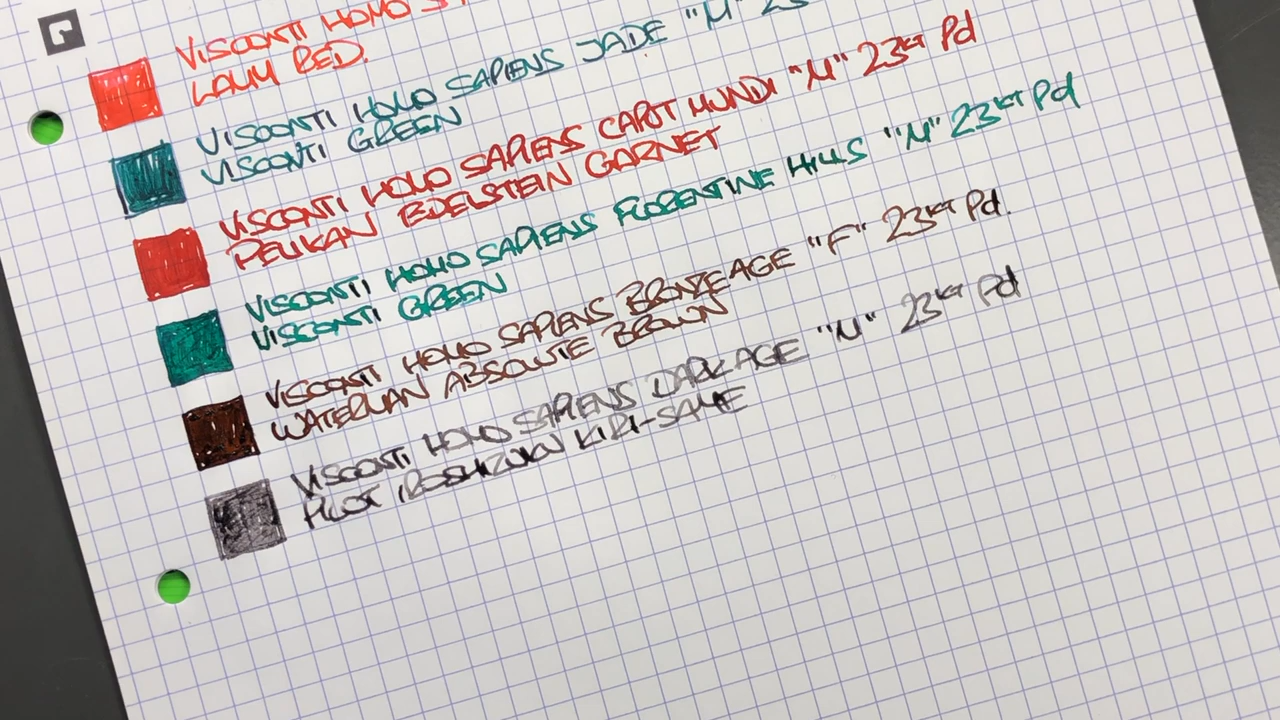 VISCONTI HOMO
LAMY RED.
VISCONTI HOMO SAPIENS JADE "M" 23
VISCONTI GREEN
VISCONTI HOMO SAPIENS CAPUT MUNDI "M" 23KT Pd
PELIKAN EDELSTEIN GARNET
VISCONTI HOMO SAPIENS FLORENTINE HILLS "M" 23KT Pd
VISCONTI GREEN
VISCONTI HOMO SAPIENS BRONZE AGE "F" 23KT Pd.
WATERMAN ABSOLUTE BROWN
VISCONTI HOMO SAPIENS DARK AGE "M" 23KT Pd
PILOT IROSHIZUKU KIRI-SAME